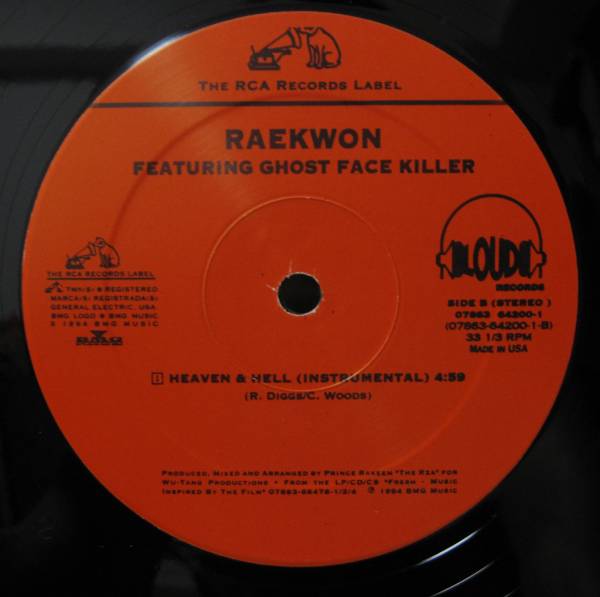 THE RCA RECORDS LABEL
RAEKWON
FEATURING GHOST FACE KILLER
THE RCA RECORDS LABEL
TMK(S) ® REGISTERED
MARCA(S) REGISTRADA(S)
GENERAL ELECTRIC, USA.
BMG LOGO ® BMG MUSIC
© 1994 BMG MUSIC
BMG
LOUD
RECORDS
SIDE B (STEREO)
07863 64200-1
(07863-64200-1-B)
33 1/3 RPM
MADE IN USA
1 HEAVEN & HELL (INSTRUMENTAL) 4:59
(R. DIGGS/C. WOODS)
PRODUCED, MIXED AND ARRANGED BY PRINCE RAKEEM "THE RZA" FOR
WU-TANG PRODUCTIONS • FROM THE LP/CD/CS "FRESH - MUSIC
INSPIRED BY THE FILM" 07863-66476-1/2/4 ℗ 1994 BMG MUSIC